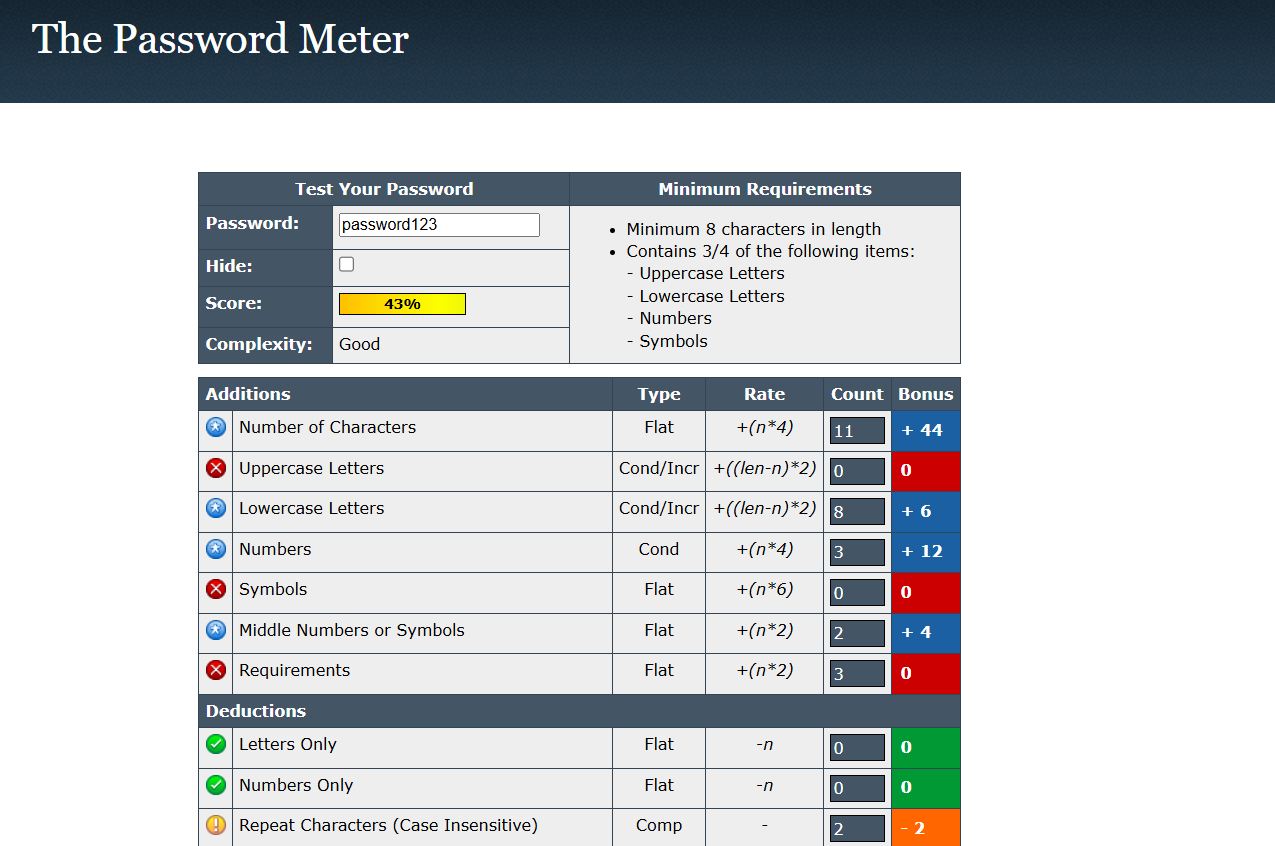 The Password Meter
Test Your Password Minimum Requirements
Password: password123
Hide:
Score: 43%
Complexity: Good
• Minimum 8 characters in length
• Contains 3/4 of the following items:
- Uppercase Letters
- Lowercase Letters
- Numbers
- Symbols
Additions Type Rate Count Bonus
Number of Characters Flat +(n*4) 11 + 44
Uppercase Letters Cond/Incr +((len-n)*2) 0 0
Lowercase Letters Cond/Incr +((len-n)*2) 8 + 6
Numbers Cond +(n*4) 3 + 12
Symbols Flat +(n*6) 0 0
Middle Numbers or Symbols Flat +(n*2) 2 + 4
Requirements Flat +(n*2) 3 0
Deductions
Letters Only Flat -n 0 0
Numbers Only Flat -n 0 0
Repeat Characters (Case Insensitive) Comp - 2 - 2